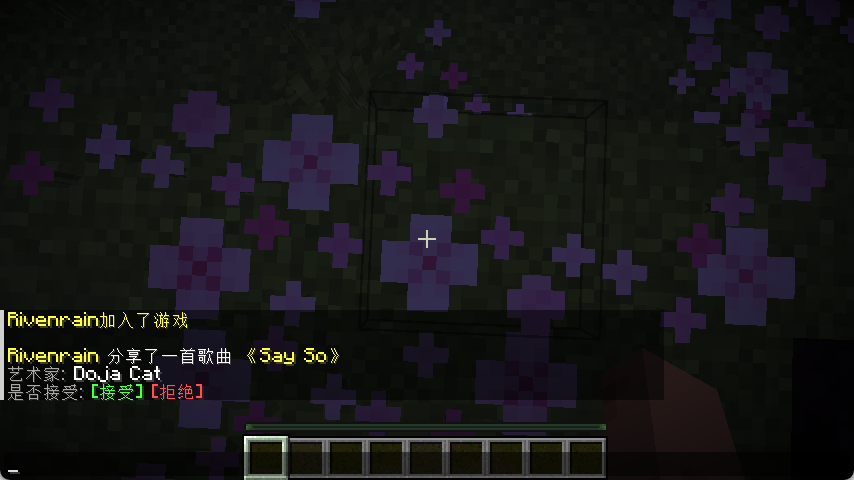 Rivenrain加入了游戏
Rivenrain 分享了一首歌曲 《Say So》
艺术家: Doja Cat
是否接受: [接受] [拒绝]
_